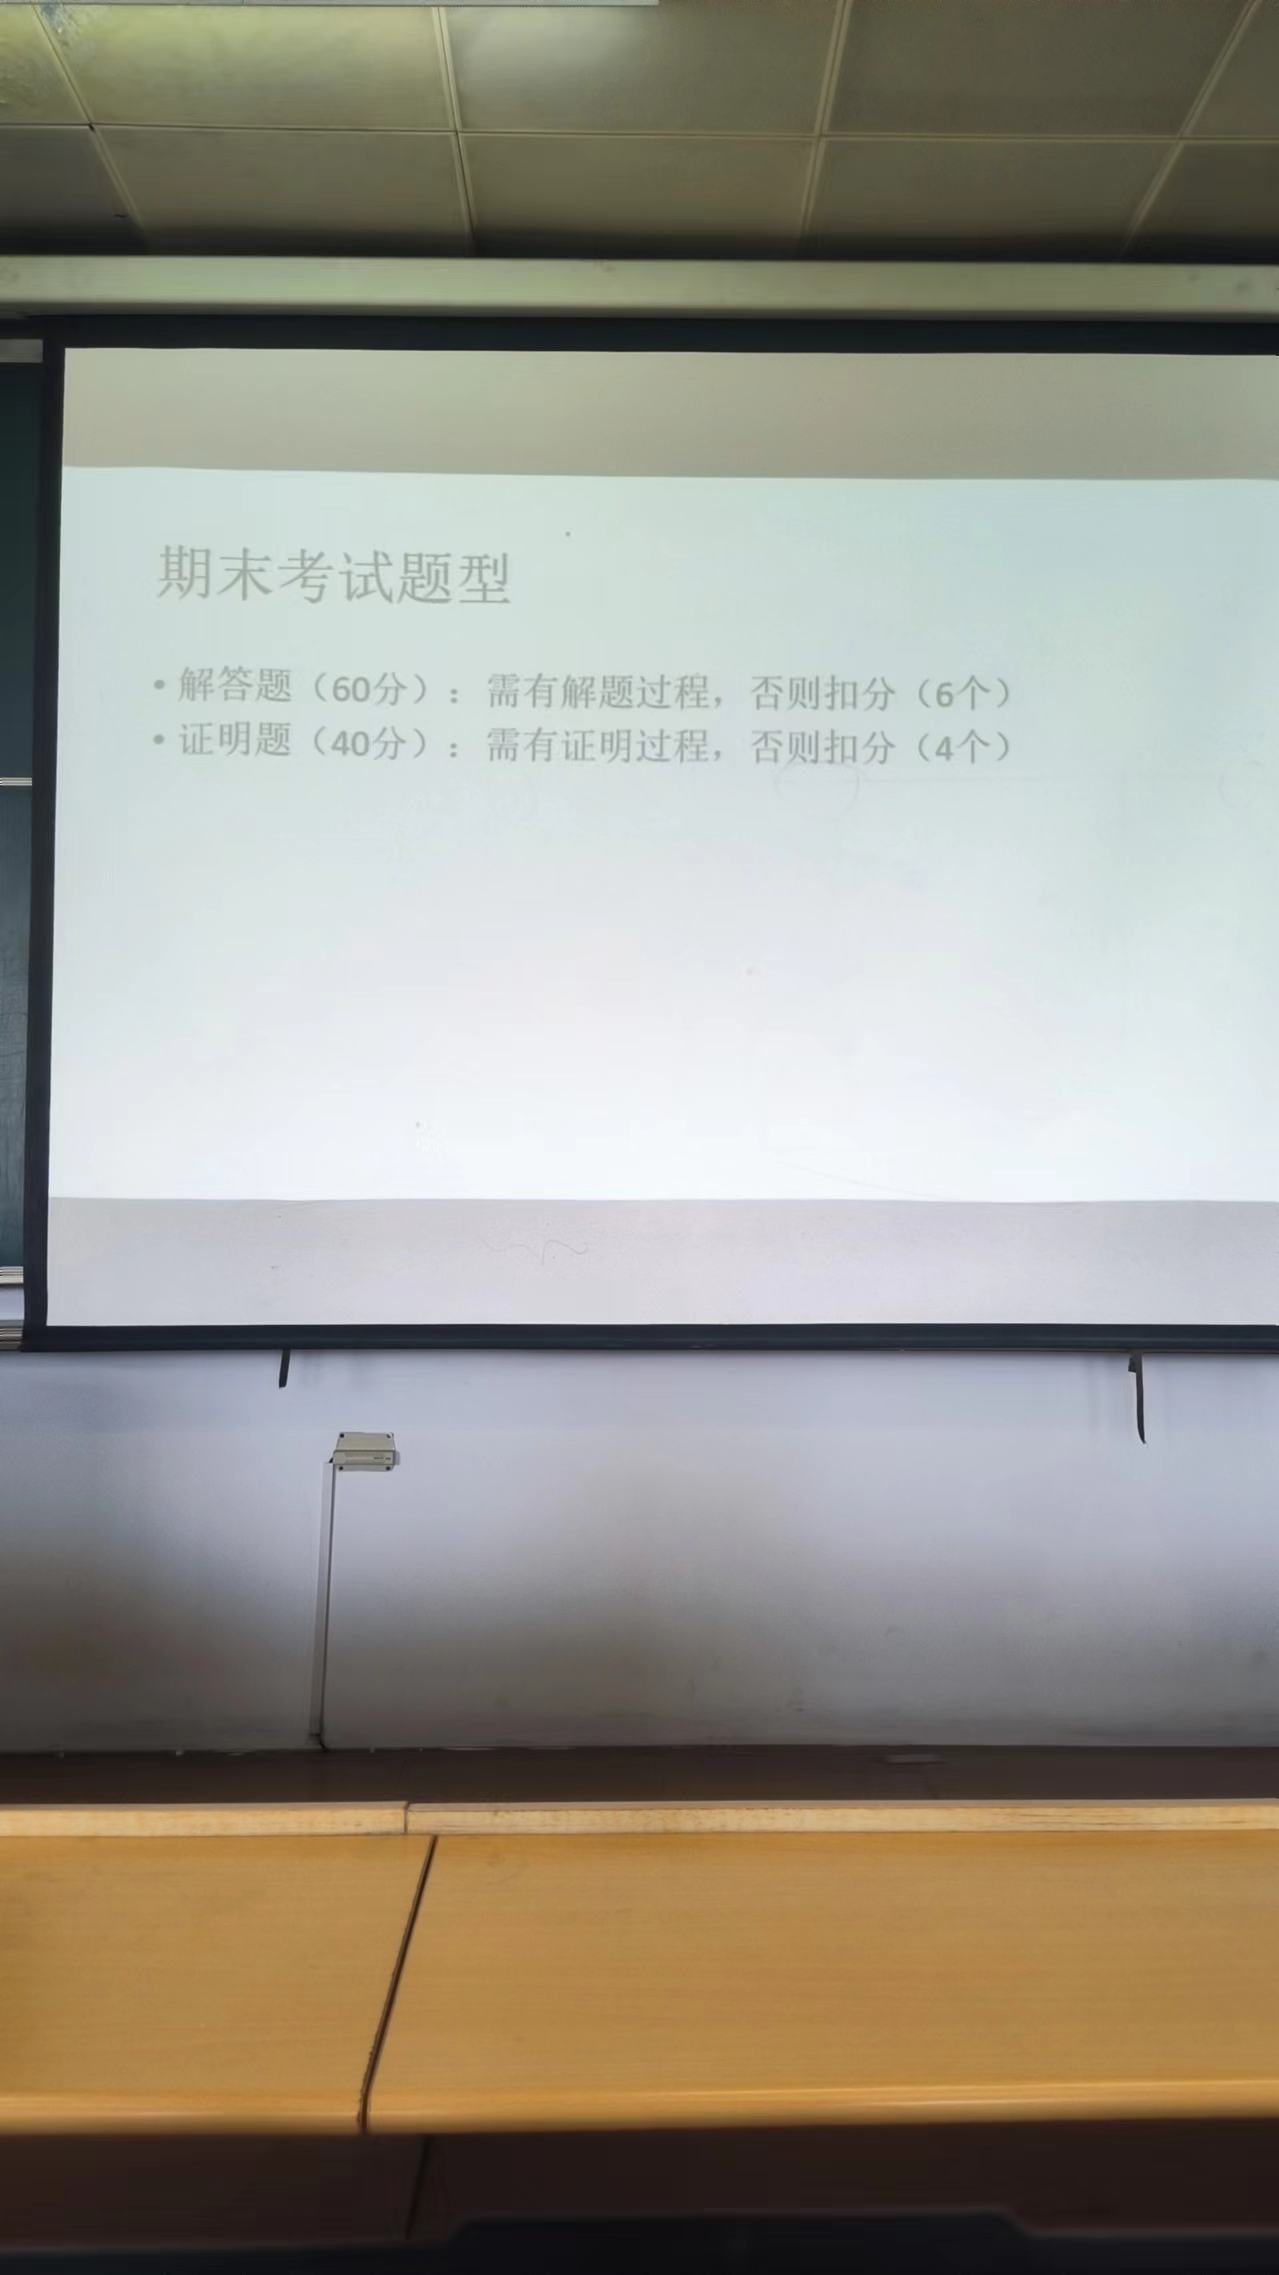 期末考试题型
• 解答题（60分）：需有解题过程，否则扣分（6个）
• 证明题（40分）：需有证明过程，否则扣分（4个）